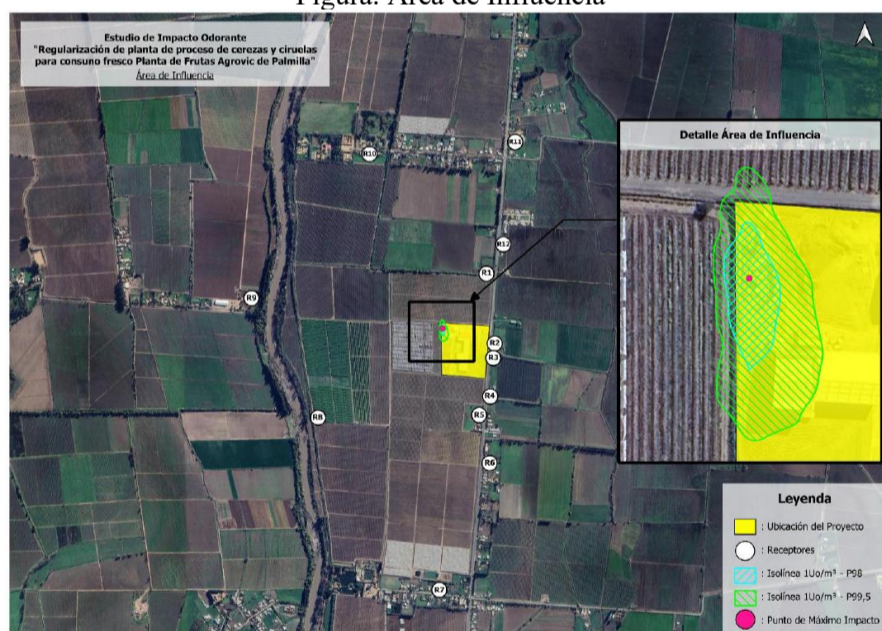 Figura: Área de Influencia
Estudio de Impacto Odorante
"Regularización de planta de proceso de cerezas y ciruelas
para consuno fresco Planta de Frutas Agrovic de Palmilla"
Área de Influencia
R11
R10
Detalle Área de Influencia
R12
R1
R9
R2
R3
R4
R5
R8
R6
R7
Leyenda
: Ubicación del Proyecto
: Receptores
: Isolínea 1Uo/m³ - P98
: Isolínea 1Uo/m³ - P99,5
: Punto de Máximo Impacto